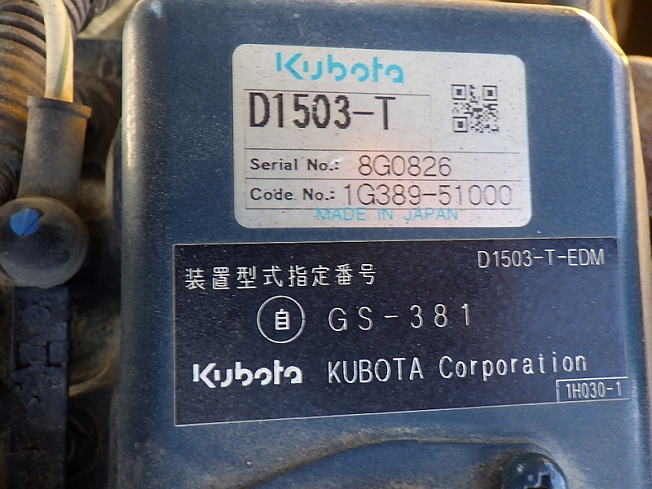 Kubota
D1503-T
Serial No.: 8G0826
Code No.: 1G389-51000
MADE IN JAPAN
D1503-T-EDM
装置型式指定番号
自 GS-381
Kubota KUBOTA Corporation
1H030-1